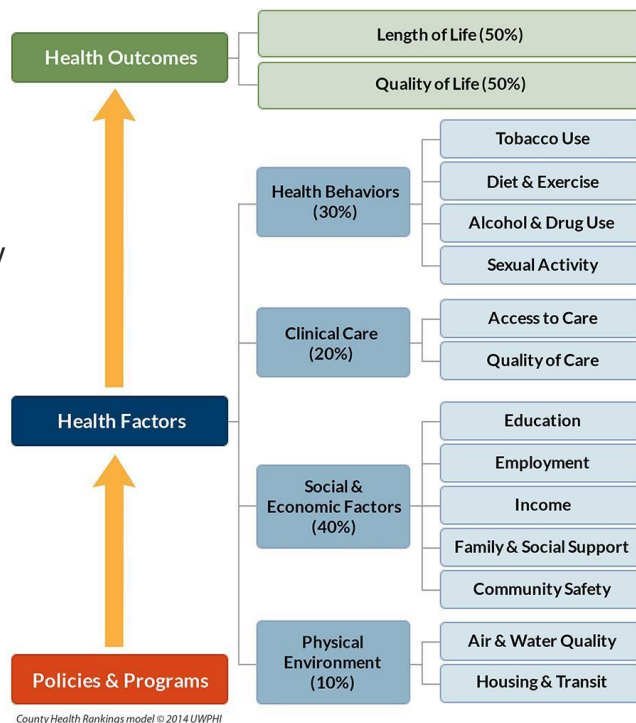 Health Outcomes
Length of Life (50%)
Quality of Life (50%)
Health Behaviors
(30%)
Tobacco Use
Diet & Exercise
Alcohol & Drug Use
Sexual Activity
Clinical Care
(20%)
Access to Care
Quality of Care
Health Factors
Social &
Economic Factors
(40%)
Education
Employment
Income
Family & Social Support
Community Safety
Physical
Environment
(10%)
Air & Water Quality
Housing & Transit
Policies & Programs
County Health Rankings model © 2014 UWPHI